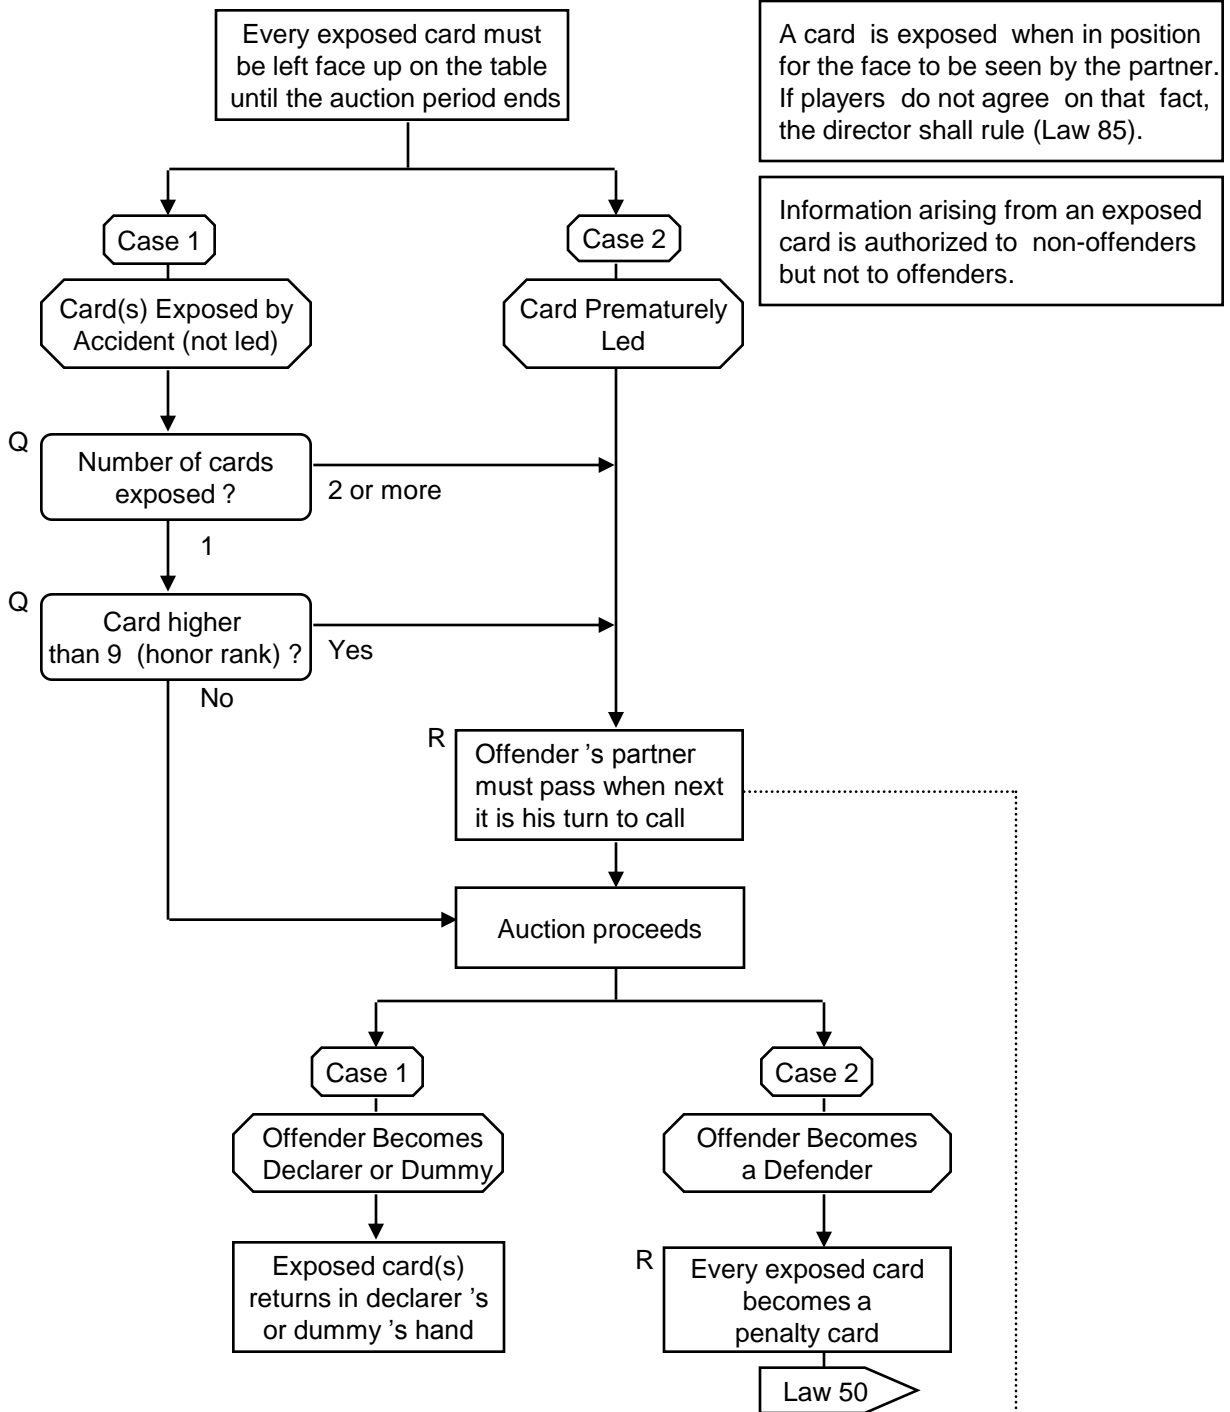 Every exposed card must
be left face up on the table
until the auction period ends
A card is exposed when in position
for the face to be seen by the partner.
If players do not agree on that fact,
the director shall rule (Law 85).
Information arising from an exposed
card is authorized to non-offenders
but not to offenders.
Case 1
Case 2
Card(s) Exposed by
Accident (not led)
Card Prematurely
Led
Q
Number of cards
exposed ?
2 or more
1
Q
Card higher
than 9 (honor rank) ?
Yes
No
R
Offender 's partner
must pass when next
it is his turn to call
Auction proceeds
Case 1
Case 2
Offender Becomes
Declarer or Dummy
Offender Becomes
a Defender
Exposed card(s)
returns in declarer 's
or dummy 's hand
R
Every exposed card
becomes a
penalty card
Law 50